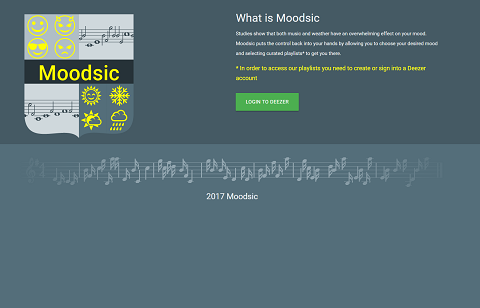 Moodsic
What is Moodsic
Studies show that both music and weather have an overwhelming effect on your mood.
Moodsic puts the control back into your hands by allowing you to choose your desired mood
and selecting curated playlists* to get you there.
* In order to access our playlists you need to create or sign into a Deezer
account
LOGIN TO DEEZER
2017 Moodsic